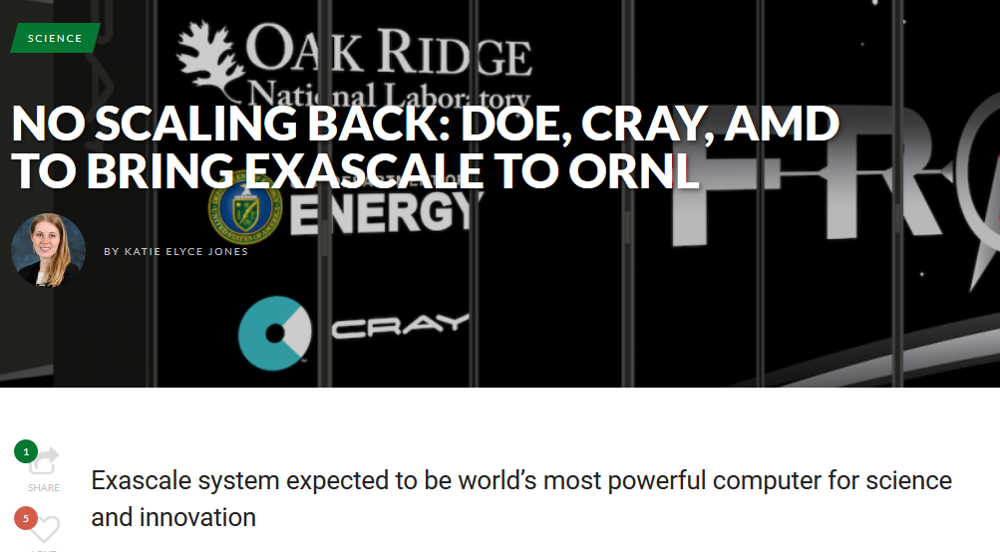 SCIENCE
OAK RIDGE
National Laboratory
NO SCALING BACK: DOE, CRAY, AMD
TO BRING EXASCALE TO ORNL
ENERGY
BY KATIE ELYCE JONES
CRAY
1
SHARE
Exascale system expected to be world’s most powerful computer for science
and innovation
5